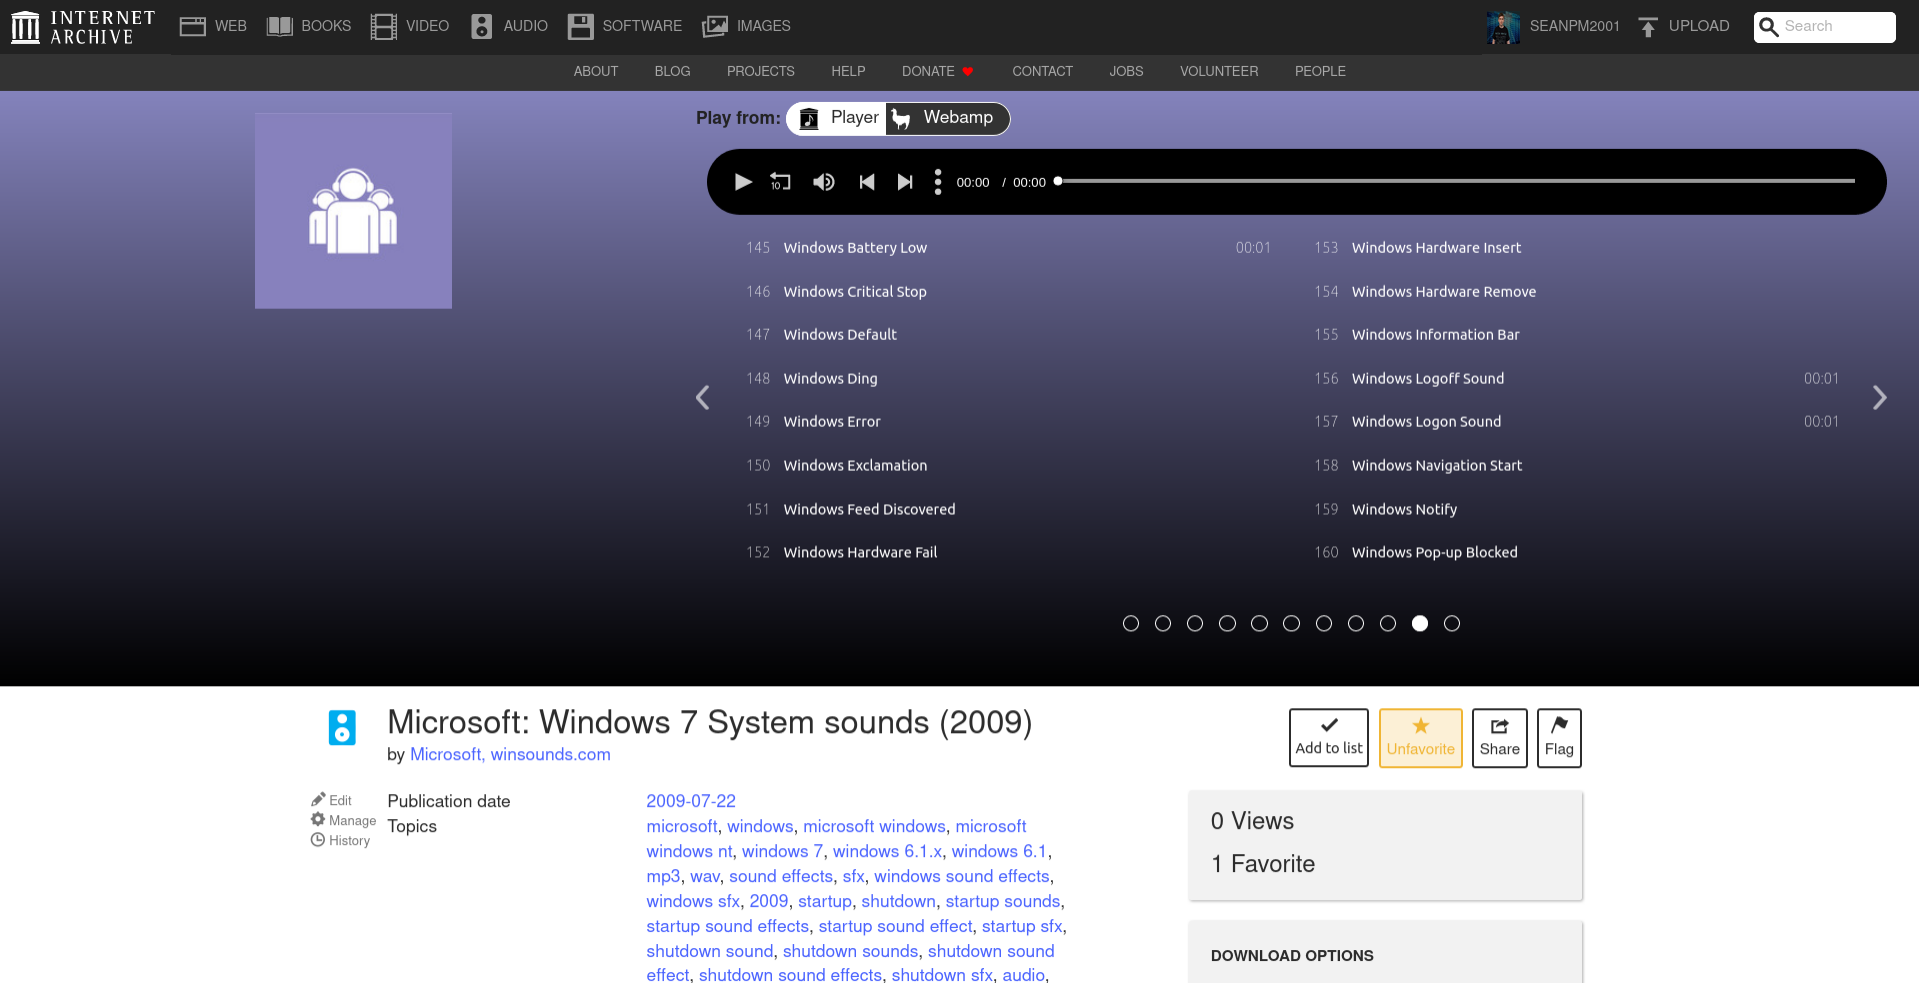 INTERNET ARCHIVE
WEB BOOKS VIDEO AUDIO SOFTWARE IMAGES SEANPM2001 UPLOAD Search
ABOUT BLOG PROJECTS HELP DONATE CONTACT JOBS VOLUNTEER PEOPLE
Play from: Player Webamp
10 00:00 / 00:00
145 Windows Battery Low 00:01
146 Windows Critical Stop
147 Windows Default
148 Windows Ding
149 Windows Error
150 Windows Exclamation
151 Windows Feed Discovered
152 Windows Hardware Fail
153 Windows Hardware Insert
154 Windows Hardware Remove
155 Windows Information Bar
156 Windows Logoff Sound 00:01
157 Windows Logon Sound 00:01
158 Windows Navigation Start
159 Windows Notify
160 Windows Pop-up Blocked
Microsoft: Windows 7 System sounds (2009)
by Microsoft, winsounds.com
Add to list Unfavorite Share Flag
Edit
Manage
History
Publication date 2009-07-22
Topics microsoft, windows, microsoft windows, microsoft
windows nt, windows 7, windows 6.1.x, windows 6.1,
mp3, wav, sound effects, sfx, windows sound effects,
windows sfx, 2009, startup, shutdown, startup sounds,
startup sound effects, startup sound effect, startup sfx,
shutdown sound, shutdown sounds, shutdown sound
effect, shutdown sound effects, shutdown sfx, audio,
0 Views
1 Favorite
DOWNLOAD OPTIONS